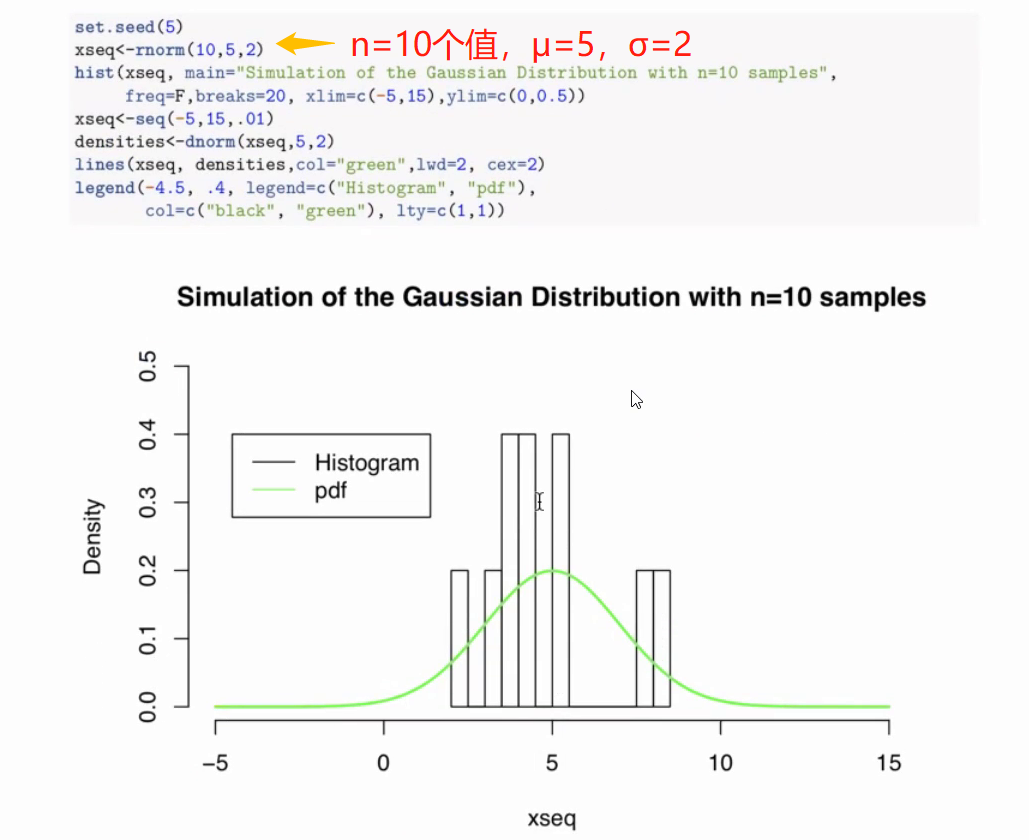 set.seed(5)
xseq<-rnorm(10,5,2)
n=10个值，μ=5，σ=2
hist(xseq, main="Simulation of the Gaussian Distribution with n=10 samples",
freq=F,breaks=20, xlim=c(-5,15),ylim=c(0,0.5))
xseq<-seq(-5,15,.01)
densities<-dnorm(xseq,5,2)
lines(xseq, densities,col="green",lwd=2, cex=2)
legend(-4.5, .4, legend=c("Histogram", "pdf"),
col=c("black", "green"), lty=c(1,1))
Simulation of the Gaussian Distribution with n=10 samples
0.5
0.4
0.3
0.2
0.1
0.0
Density
Histogram
pdf
−5 0 5 10 15
xseq